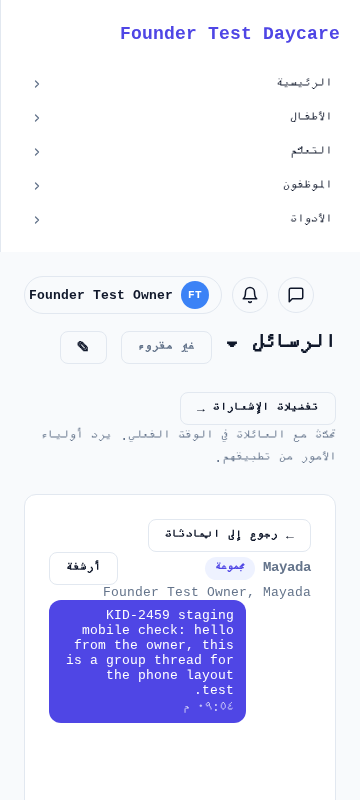 Founder Test Daycare
الرئيسية
الأطفال
التعلّم
الموظفون
الأدوات
FT Founder Test Owner
الرسائل
غير مقروء
تفضيلات الإشعارات →
تحدّث مع العائلات في الوقت الفعلي. يرد أولياء
الأمور من تطبيقهم.
← رجوع إلى المحادثات
Mayada مجموعة
أرشفة
Founder Test Owner, Mayada
KID-2459 staging
mobile check: hello
from the owner, this
is a group thread for
the phone layout
test.
٠٩:٥٤ م